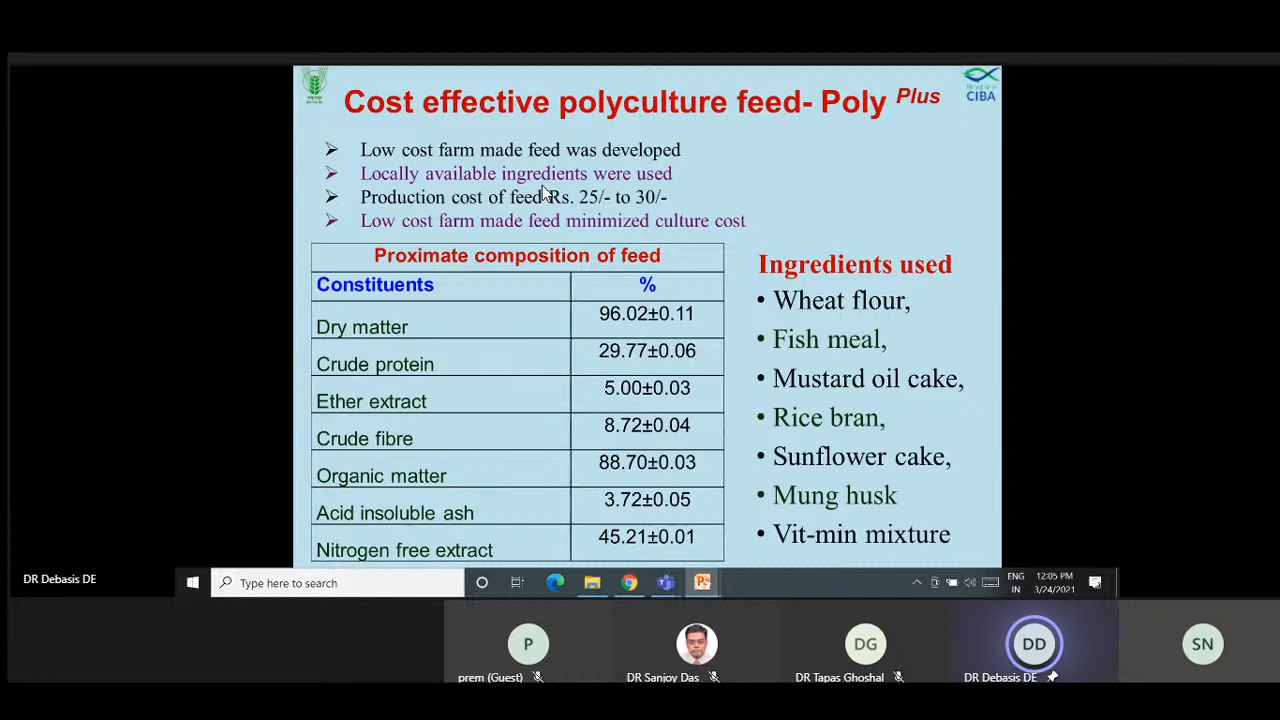 Cost effective polyculture feed- Poly Plus
CIBA
Low cost farm made feed was developed
Locally available ingredients were used
Production cost of feed Rs. 25/- to 30/-
Low cost farm made feed minimized culture cost
Proximate composition of feed
Constituents %
Dry matter 96.02±0.11
Crude protein 29.77±0.06
Ether extract 5.00±0.03
Crude fibre 8.72±0.04
Organic matter 88.70±0.03
Acid insoluble ash 3.72±0.05
Nitrogen free extract 45.21±0.01
Ingredients used
• Wheat flour,
• Fish meal,
• Mustard oil cake,
• Rice bran,
• Sunflower cake,
• Mung husk
• Vit-min mixture
DR Debasis DE
Type here to search
ENG
IN
12:05 PM
3/24/2021
P
DG
DD
SN
prem (Guest)
DR Sanjoy Das
DR Tapas Ghoshal
DR Debasis DE